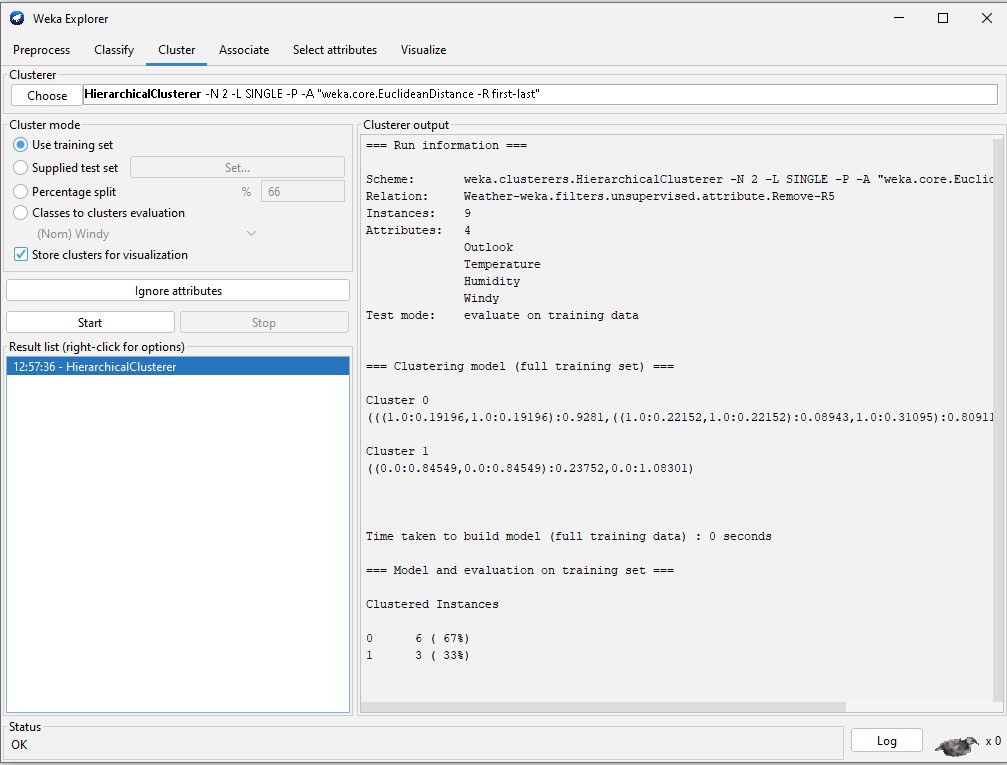 Weka Explorer
Preprocess Classify Cluster Associate Select attributes Visualize
Clusterer
Choose HierarchicalClusterer -N 2 -L SINGLE -P -A "weka.core.EuclideanDistance -R first-last"
Cluster mode
Use training set
Supplied test set Set...
Percentage split % 66
Classes to clusters evaluation
(Nom) Windy
Store clusters for visualization
Ignore attributes
Start Stop
Result list (right-click for options)
12:57:36 - HierarchicalClusterer
Clusterer output
=== Run information ===
Scheme: weka.clusterers.HierarchicalClusterer -N 2 -L SINGLE -P -A "weka.core.Euclid
Relation: Weather-weka.filters.unsupervised.attribute.Remove-R5
Instances: 9
Attributes: 4
Outlook
Temperature
Humidity
Windy
Test mode: evaluate on training data
=== Clustering model (full training set) ===
Cluster 0
(((1.0:0.19196,1.0:0.19196):0.9281,((1.0:0.22152,1.0:0.22152):0.08943,1.0:0.31095):0.80911
Cluster 1
((0.0:0.84549,0.0:0.84549):0.23752,0.0:1.08301)
Time taken to build model (full training data) : 0 seconds
=== Model and evaluation on training set ===
Clustered Instances
0 6 ( 67%)
1 3 ( 33%)
Status
OK
Log x 0